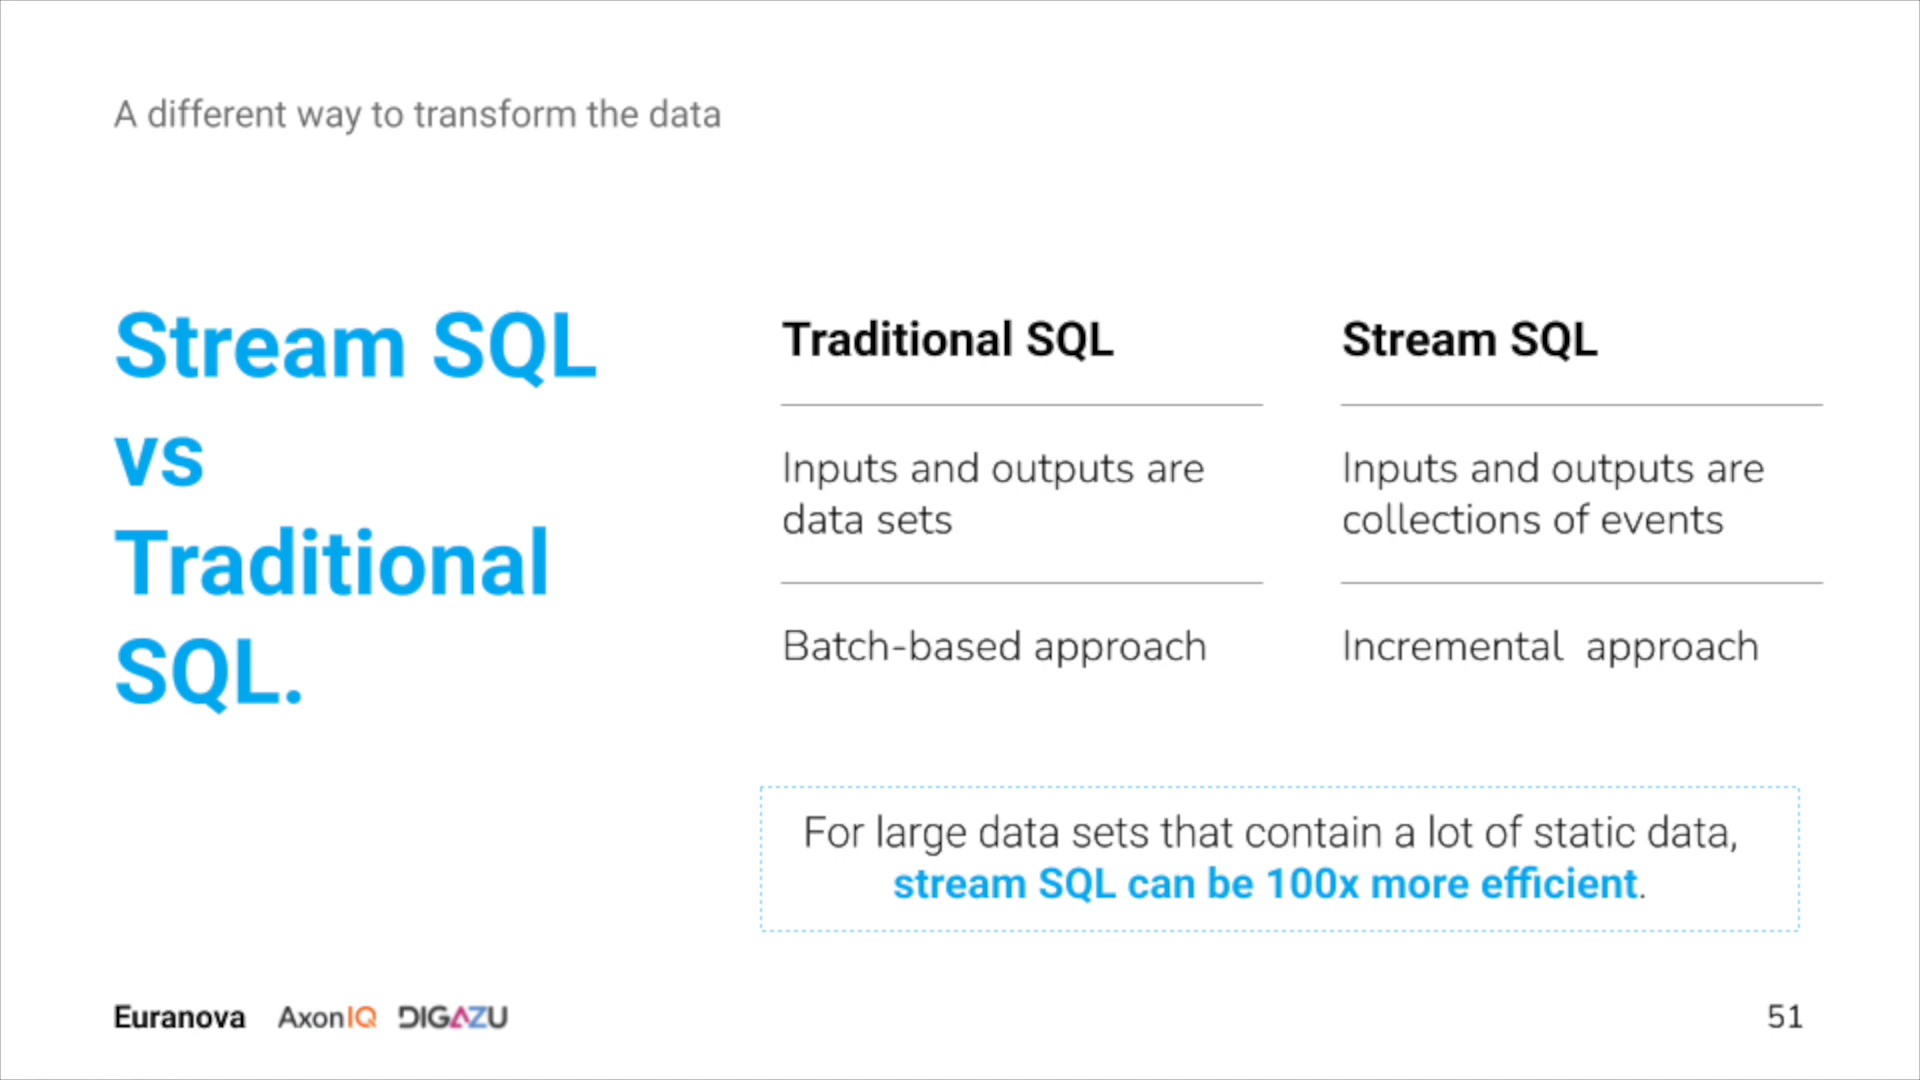 A different way to transform the data
Stream SQL
vs
Traditional
SQL.
Traditional SQL
Inputs and outputs are
data sets
Batch-based approach
Stream SQL
Inputs and outputs are
collections of events
Incremental approach
For large data sets that contain a lot of static data,
stream SQL can be 100x more efficient.
Euranova AxonIQ DIGAZU
51